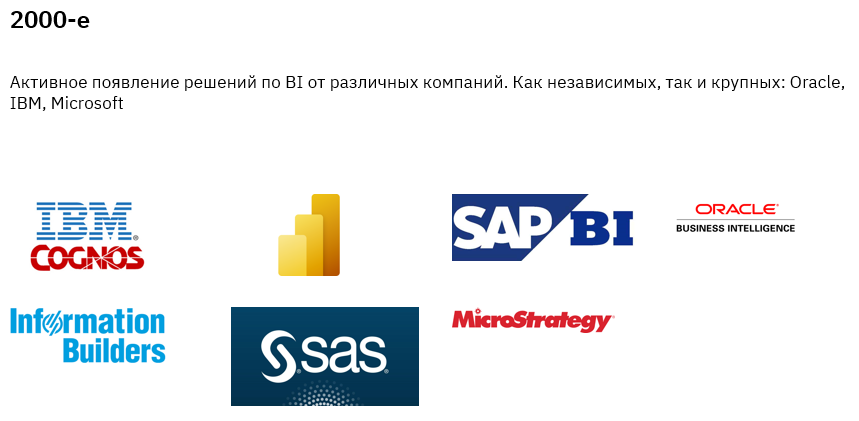 2000-е
Активное появление решений по BI от различных компаний. Как независимых, так и крупных: Oracle,
IBM, Microsoft
IBM®
COGNOS
SAP BI
ORACLE®
BUSINESS INTELLIGENCE
Information
Builders
sas®
MicroStrategy®